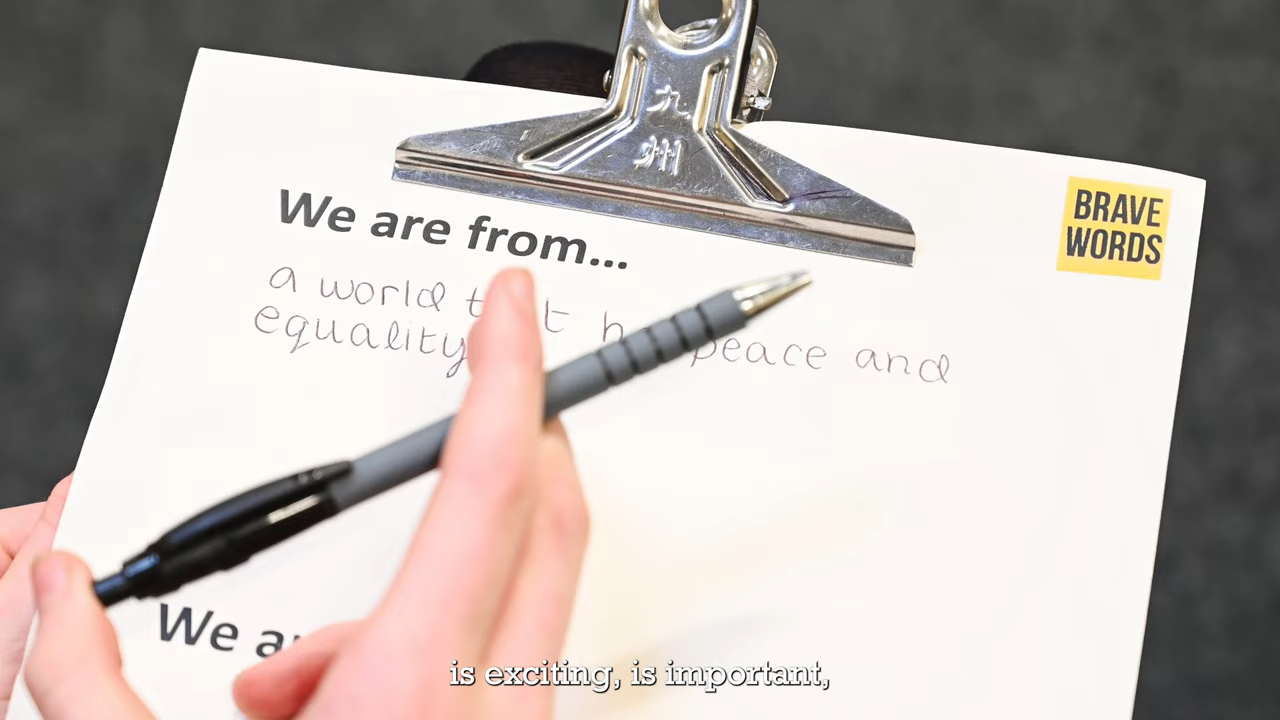 九
州
BRAVE
WORDS
We are from...
a world peace and
equality
We
is exciting, is important,